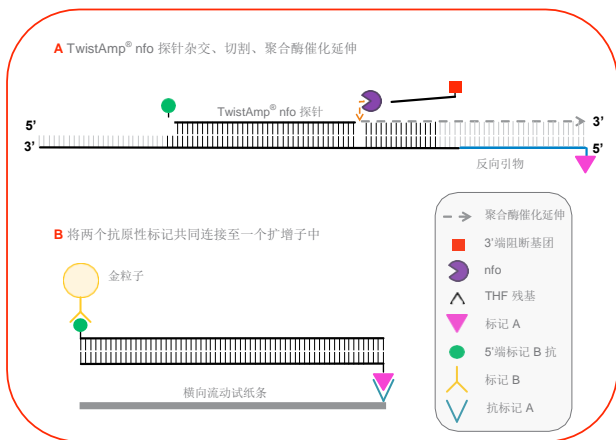 A TwistAmp® nfo 探针杂交、切割、聚合酶催化延伸
TwistAmp® nfo 探针
5' 3'
3' 5'
反向引物
B 将两个抗原性标记共同连接至一个扩增子中
金粒子
横向流动试纸条
聚合酶催化延伸
3'端阻断基团
nfo
THF 残基
标记 A
5'端标记 B 抗
标记 B
抗标记 A